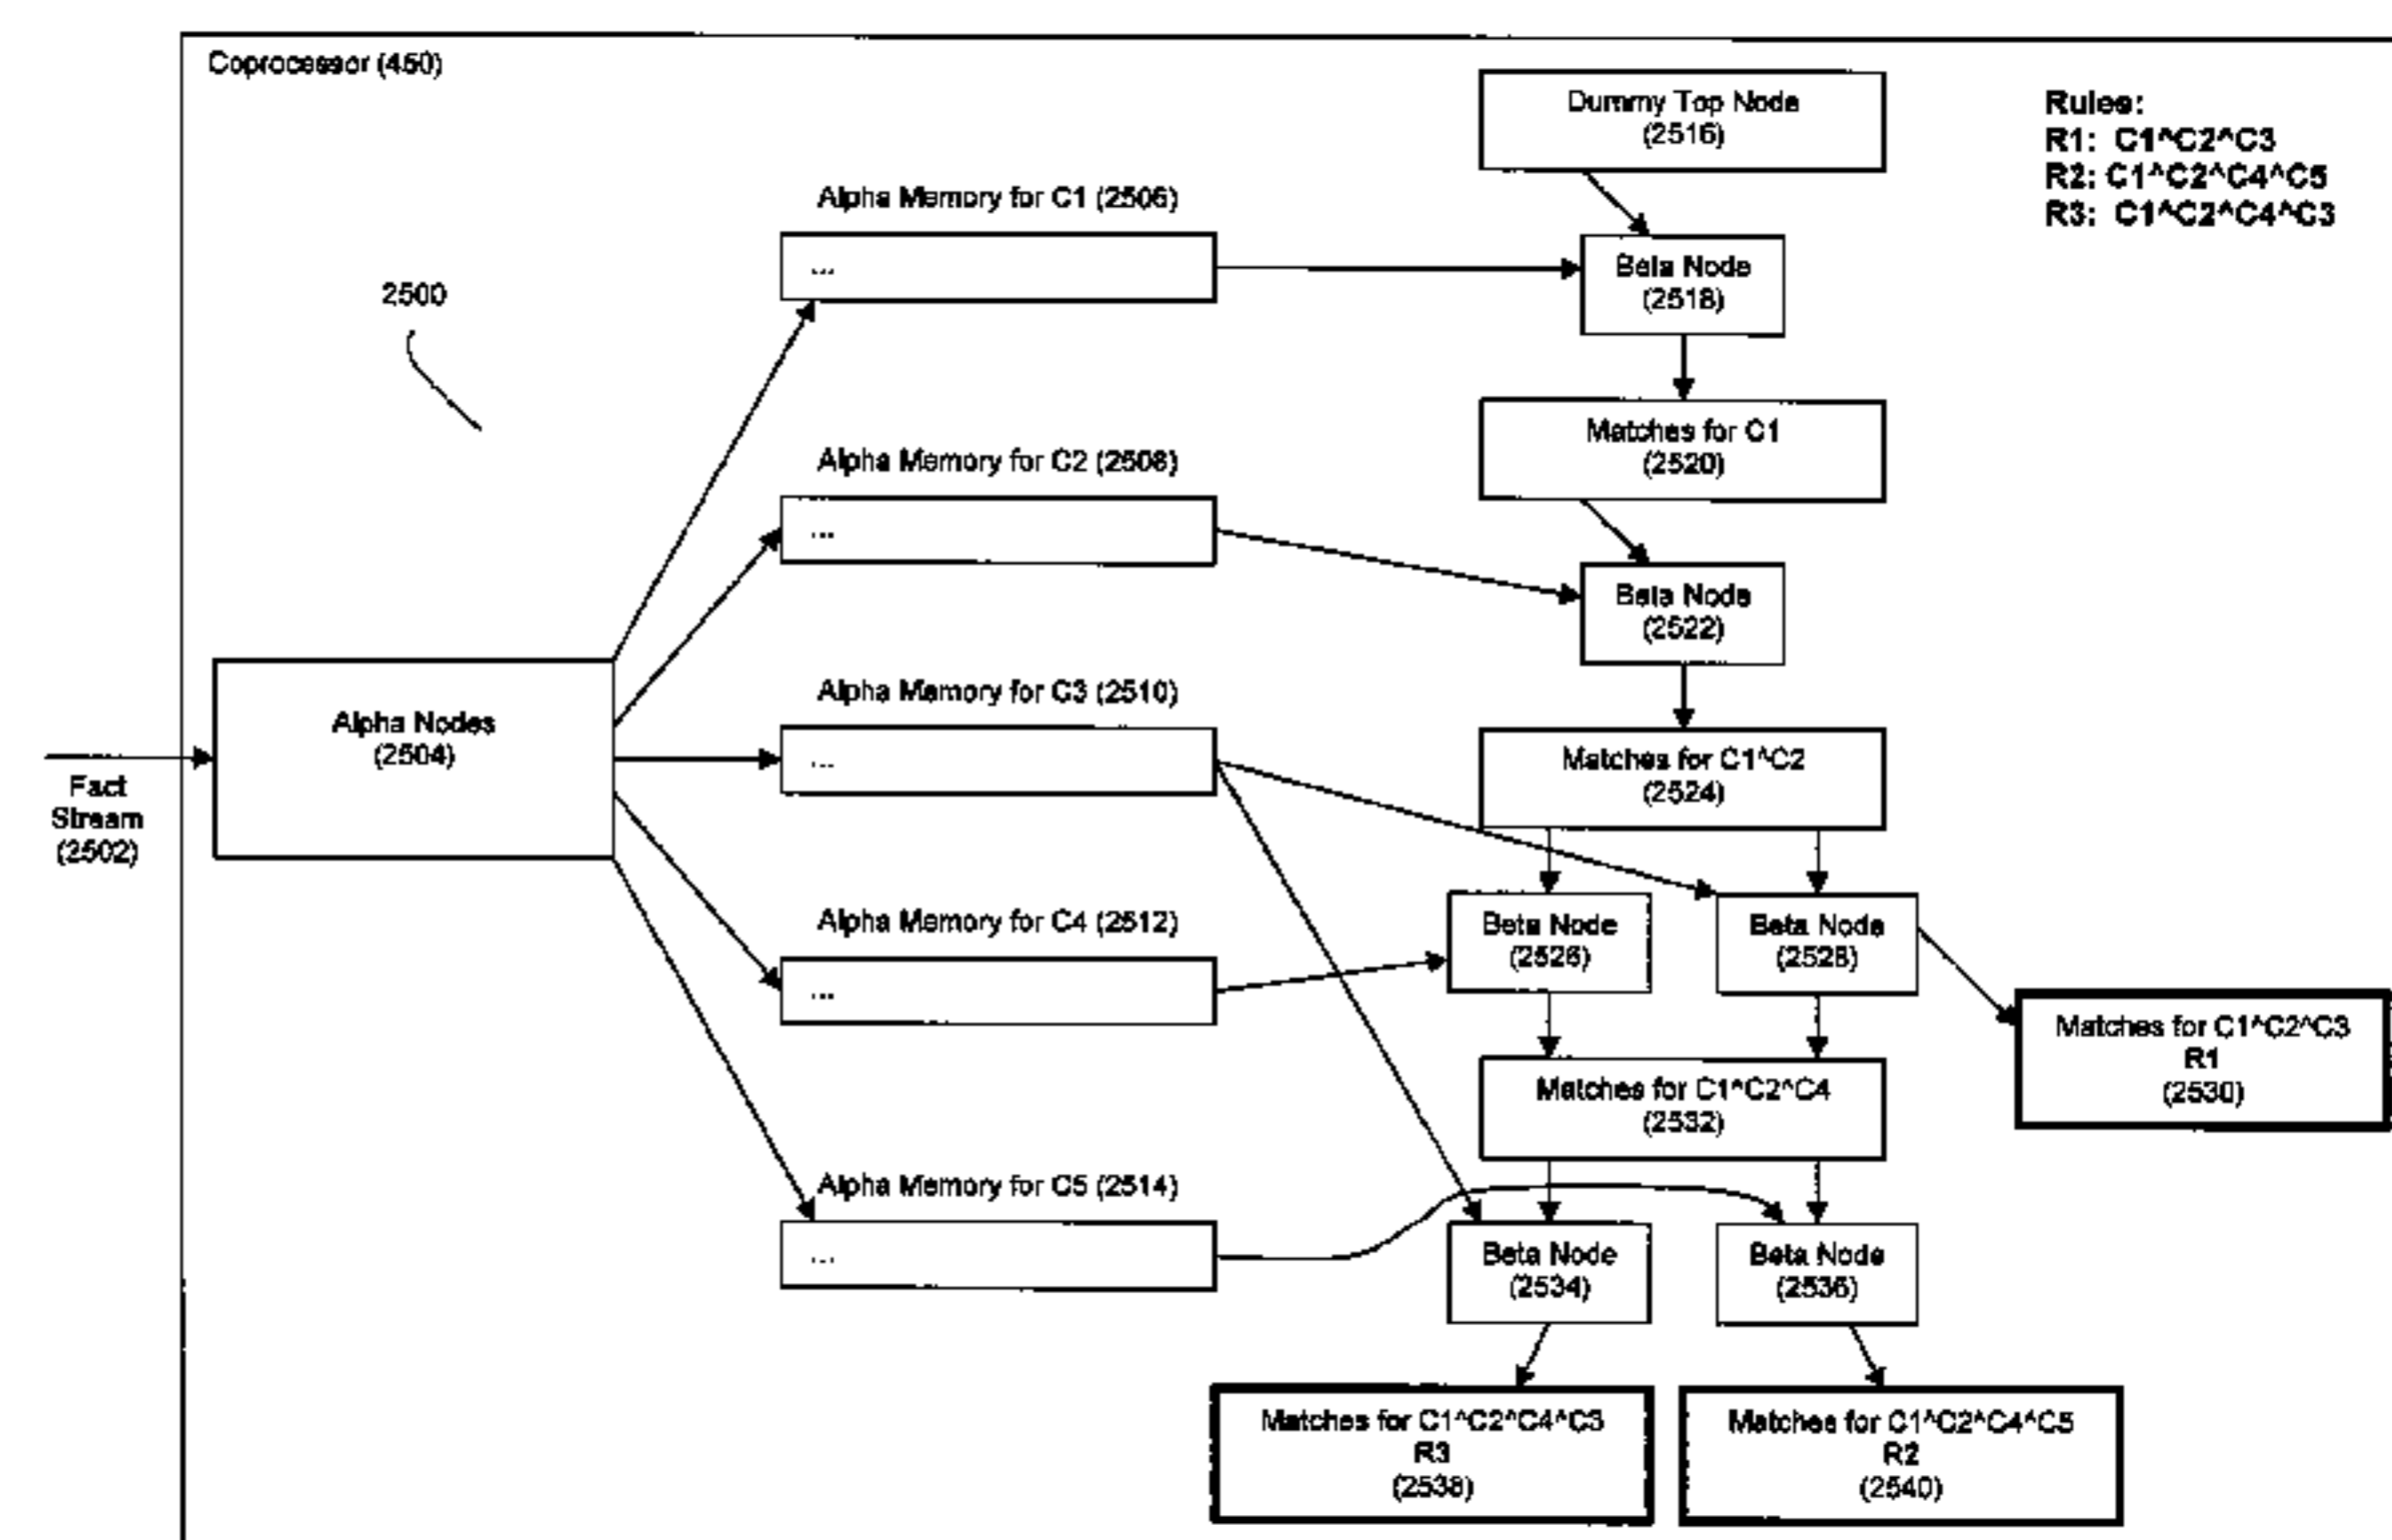 Coprocessor (450)
Dummy Top Node
(2516)
Rules:
R1: C1^C2^C3
R2: C1^C2^C4^C5
R3: C1^C2^C4^C3
Alpha Memory for C1 (2506)
...
Beta Node
(2518)
2500
Matches for C1
(2520)
Alpha Memory for C2 (2508)
...
Beta Node
(2522)
Alpha Memory for C3 (2510)
...
Alpha Nodes
(2504)
Matches for C1^C2
(2524)
Fact
Stream
(2502)
Alpha Memory for C4 (2512)
...
Beta Node
(2526)
Beta Node
(2528)
Matches for C1^C2^C3
R1
(2530)
Matches for C1^C2^C4
(2532)
Alpha Memory for C5 (2514)
...
Beta Node
(2534)
Beta Node
(2536)
Matches for C1^C2^C4^C3
R3
(2538)
Matches for C1^C2^C4^C5
R2
(2540)